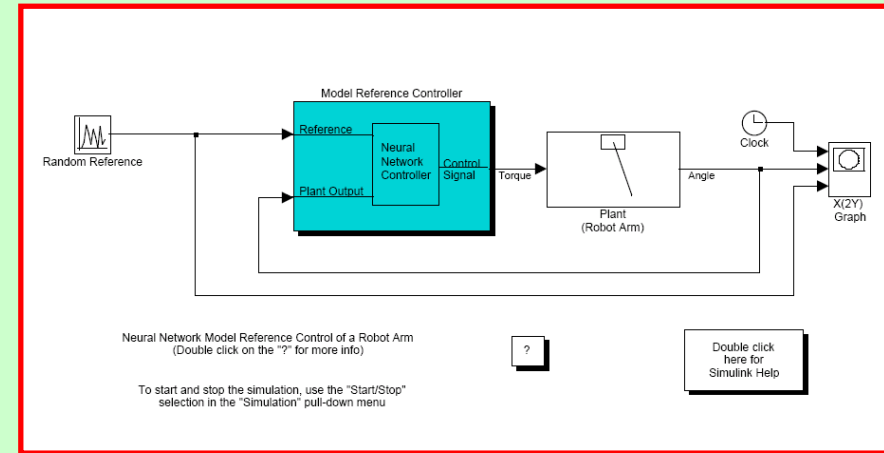 Model Reference Controller
Random Reference
Reference
Plant Output
Neural
Network
Controller
Control
Signal
Torque
Plant
(Robot Arm)
Angle
Clock
X(2Y)
Graph
Neural Network Model Reference Control of a Robot Arm
(Double click on the "?" for more info)
?
Double click
here for
Simulink Help
To start and stop the simulation, use the "Start/Stop"
selection in the "Simulation" pull-down menu